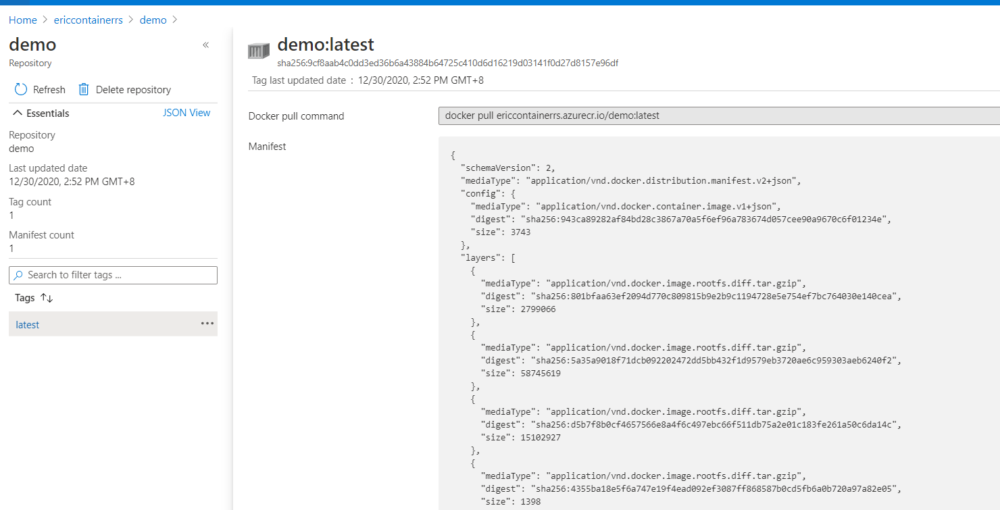 Home > ericcontainerrs > demo >
demo
Repository
«
Refresh
Delete repository
Essentials
JSON View
Repository
demo
Last updated date
12/30/2020, 2:52 PM GMT+8
Tag count
1
Manifest count
1
Search to filter tags ...
Tags ↑↓
latest
...
demo:latest
sha256:9cf8aab4c0dd3ed36b6a43884b64725c410d6d16219d03141f0d27d8157e96df
Tag last updated date : 12/30/2020, 2:52 PM GMT+8
Docker pull command
docker pull ericcontainerrs.azurecr.io/demo:latest
Manifest
{
"schemaVersion": 2,
"mediaType": "application/vnd.docker.distribution.manifest.v2+json",
"config": {
"mediaType": "application/vnd.docker.container.image.v1+json",
"digest": "sha256:943ca89282af84bd28c3867a70a5f6ef96a783674d057cee90a9670c6f01234e",
"size": 3743
},
"layers": [
{
"mediaType": "application/vnd.docker.image.rootfs.diff.tar.gzip",
"digest": "sha256:801bfaa63ef2094d770c809815b9e2b9c1194728e5e754ef7bc764030e140cea",
"size": 2799066
},
{
"mediaType": "application/vnd.docker.image.rootfs.diff.tar.gzip",
"digest": "sha256:5a35a9018f71dcb092202472dd5bb432f1d9579eb3720ae6c959303aeb6240f2",
"size": 58745619
},
{
"mediaType": "application/vnd.docker.image.rootfs.diff.tar.gzip",
"digest": "sha256:d5b7f8b0cf4657566e8a4f6c497ebc66f511db75a2e01c183fe261a50c6da14c",
"size": 15102927
},
{
"mediaType": "application/vnd.docker.image.rootfs.diff.tar.gzip",
"digest": "sha256:4355ba18e5f6a747e19f4ead092ef3087ff868587b0cd5fb6a0b720a97a82e05",
"size": 1398